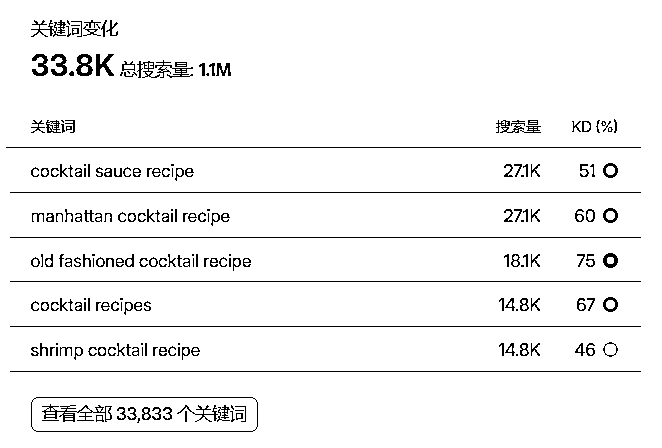 关键词变化
33.8K 总搜索量: 1.1M
关键词 搜索量 KD (%)
cocktail sauce recipe 27.1K 51
manhattan cocktail recipe 27.1K 60
old fashioned cocktail recipe 18.1K 75
cocktail recipes 14.8K 67
shrimp cocktail recipe 14.8K 46
查看全部 33,833 个关键词